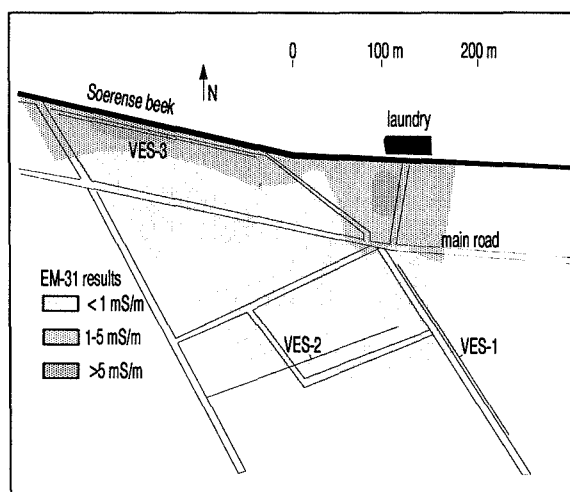 0 100 m 200 m
N
Soerense beek
laundry
VES-3
main road
EM-31 results
< 1 mS/m
1-5 mS/m
>5 mS/m
VES-2
VES-1